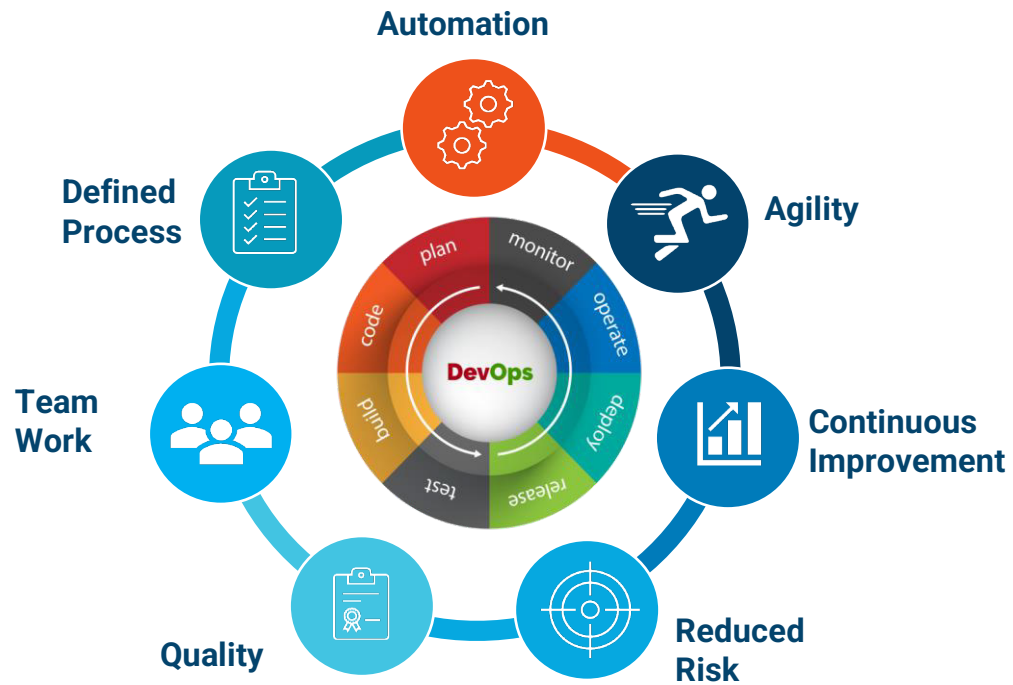 Automation
Defined
Process
Agility
plan
monitor
code
operate
DevOps
build
deploy
test
release
Team
Work
Continuous
Improvement
Quality
Reduced
Risk